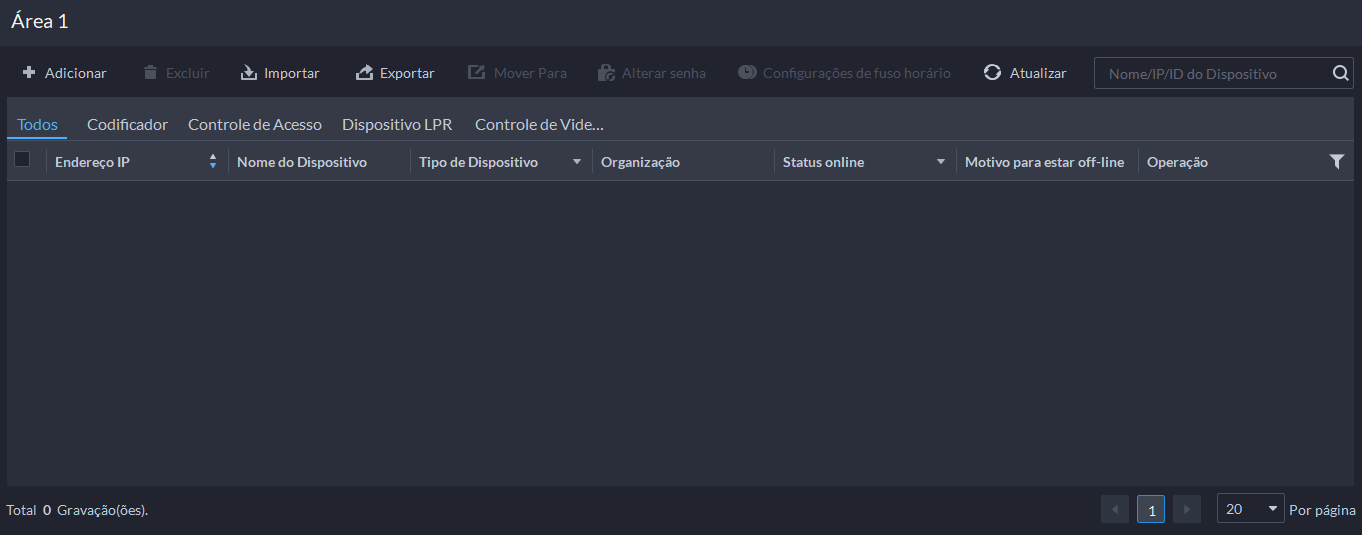 Área 1
Adicionar Excluir Importar Exportar Mover Para Alterar senha Configurações de fuso horário Atualizar Nome/IP/ID do Dispositivo
Todos Codificador Controle de Acesso Dispositivo LPR Controle de Vide...
Endereço IP Nome do Dispositivo Tipo de Dispositivo Organização Status online Motivo para estar off-line Operação
Total 0 Gravação(ões). 1 20 Por página